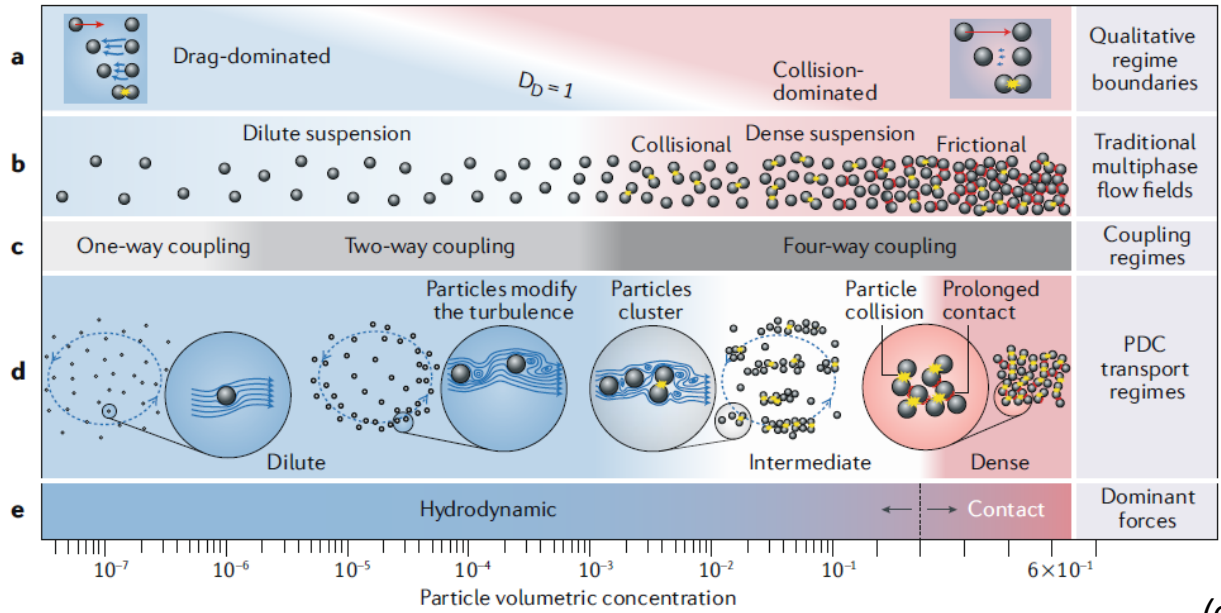 a
Drag-dominated
D_D = 1
Collision-
dominated
Qualitative
regime
boundaries
b
Dilute suspension
Collisional
Dense suspension
Frictional
Traditional
multiphase
flow fields
c
One-way coupling
Two-way coupling
Four-way coupling
Coupling
regimes
d
Particles modify
the turbulence
Particles
cluster
Particle
collision
Prolonged
contact
Dilute
Intermediate
Dense
PDC
transport
regimes
e
Hydrodynamic
Contact
Dominant
forces
10⁻⁷ 10⁻⁶ 10⁻⁵ 10⁻⁴ 10⁻³ 10⁻² 10⁻¹ 6×10⁻¹
Particle volumetric concentration